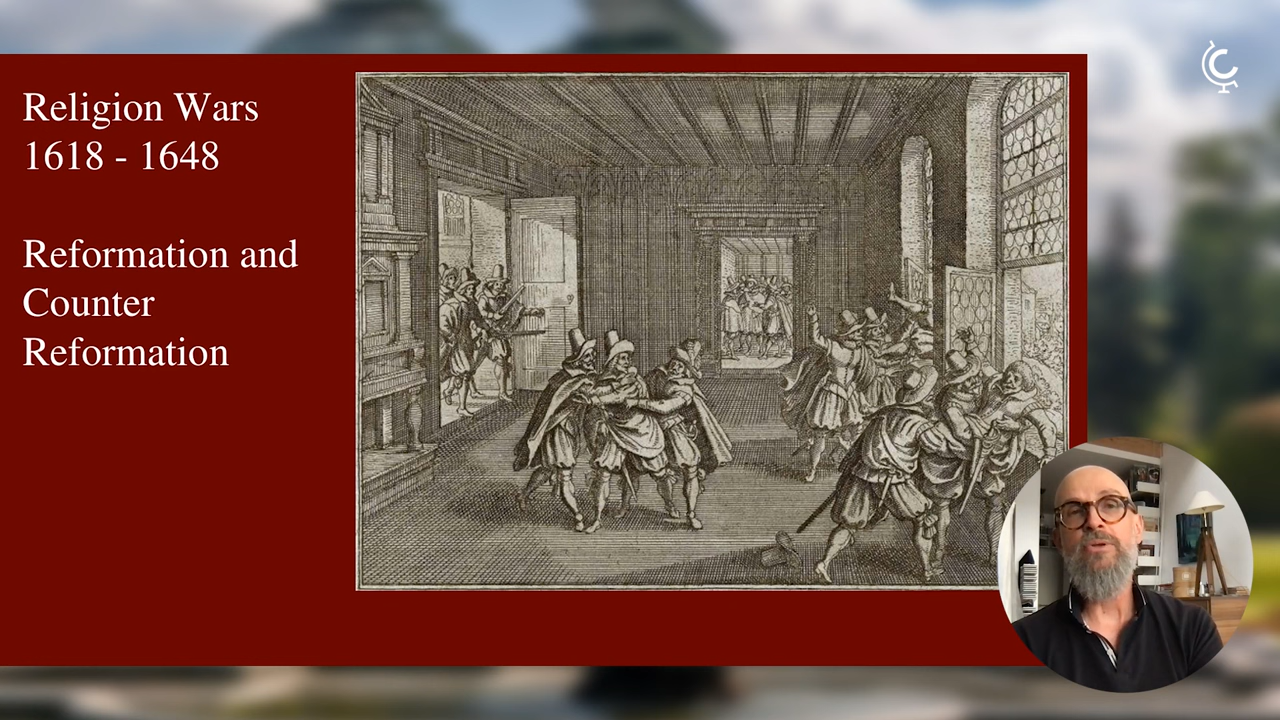 Religion Wars
1618 - 1648
Reformation and
Counter
Reformation